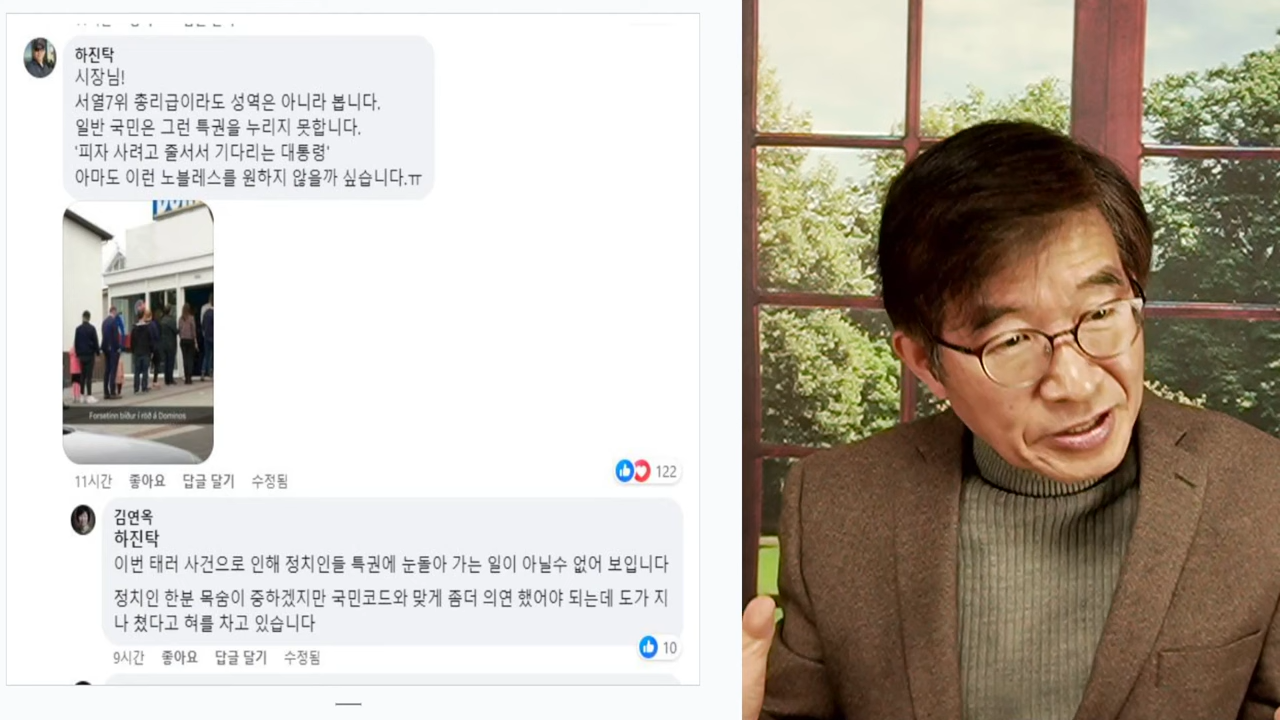 하진탁
시장님!
서열7위 총리급이라도 성역은 아니라 봅니다.
일반 국민은 그런 특권을 누리지 못합니다.
'피자 사려고 줄서서 기다리는 대통령'
아마도 이런 노블레스를 원하지 않을까 싶습니다.ㅠ
Forsetinn bíður í röð á Dominos
11시간 좋아요 답글 달기 수정됨
122
김연옥
하진탁
이번 태러 사건으로 인해 정치인들 특권에 눈돌아 가는 일이 아닐수 없어 보입니다
정치인 한분 목숨이 중하겠지만 국민코드와 맞게 좀더 의연 했어야 되는데 도가 지
나 쳤다고 혀를 차고 있습니다
10
9시간 좋아요 답글 달기 수정됨